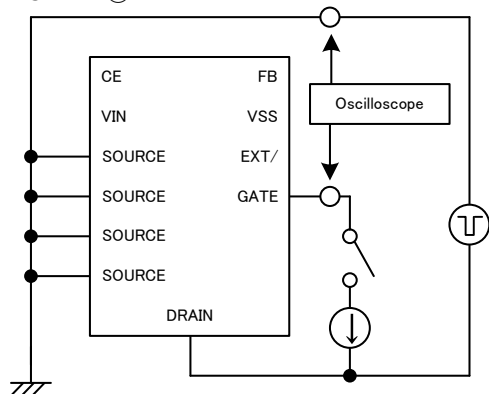 CE FB
Oscilloscope
VIN VSS
SOURCE EXT/
SOURCE GATE
SOURCE
SOURCE
DRAIN